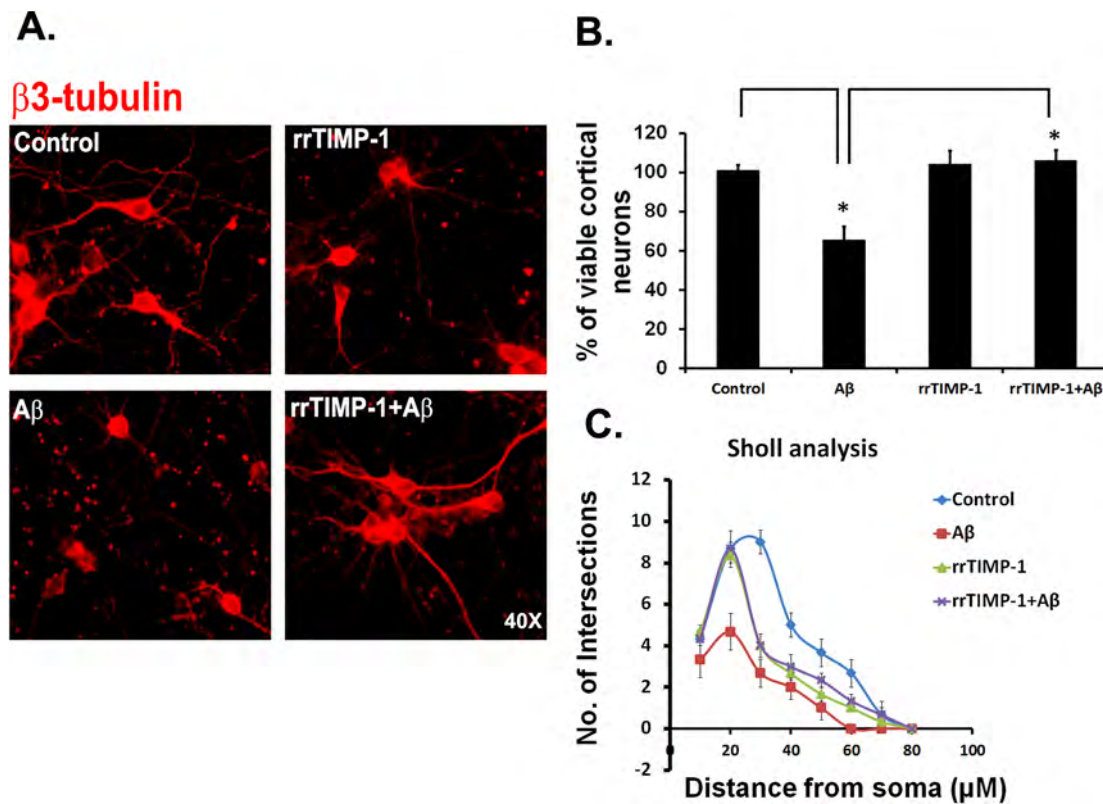 A.
β3-tubulin
Control
rrTIMP-1
Aβ
rrTIMP-1+Aβ
40X
B.
% of viable cortical
neurons
120
100
80
60
40
20
0
*
*
Control
Aβ
rrTIMP-1
rrTIMP-1+Aβ
C.
Sholl analysis
No. of Intersections
12
10
8
6
4
2
0
-2
0
20
40
60
80
100
Distance from soma (µM)
Control
Aβ
rrTIMP-1
rrTIMP-1+Aβ